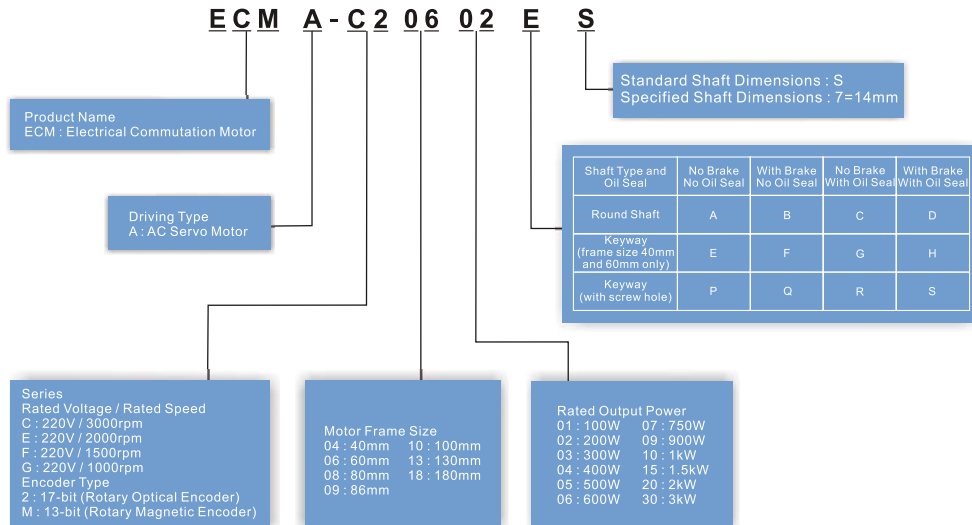 ECM A-C2 06 02 E S
Standard Shaft Dimensions : S
Specified Shaft Dimensions : 7=14mm
Product Name
ECM : Electrical Commutation Motor
Shaft Type and Oil Seal | No Brake No Oil Seal | With Brake No Oil Seal | No Brake With Oil Seal | With Brake With Oil Seal
Round Shaft | A | B | C | D
Keyway (frame size 40mm and 60mm only) | E | F | G | H
Keyway (with screw hole) | P | Q | R | S
Driving Type
A : AC Servo Motor
Series
Rated Voltage / Rated Speed
C : 220V / 3000rpm
E : 220V / 2000rpm
F : 220V / 1500rpm
G : 220V / 1000rpm
Encoder Type
2 : 17-bit (Rotary Optical Encoder)
M : 13-bit (Rotary Magnetic Encoder)
Motor Frame Size
04 : 40mm 10 : 100mm
06 : 60mm 13 : 130mm
08 : 80mm 18 : 180mm
09 : 86mm
Rated Output Power
01 : 100W 07 : 750W
02 : 200W 09 : 900W
03 : 300W 10 : 1kW
04 : 400W 15 : 1.5kW
05 : 500W 20 : 2kW
06 : 600W 30 : 3kW